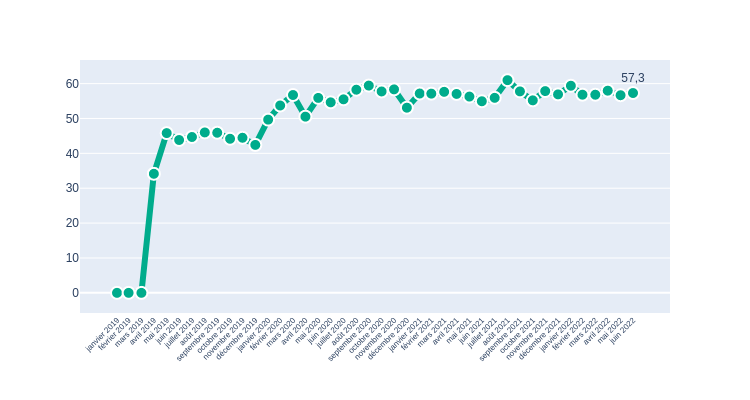 57,3
60
50
40
30
20
10
0
janvier 2019
février 2019
mars 2019
avril 2019
mai 2019
juin 2019
juillet 2019
août 2019
septembre 2019
octobre 2019
novembre 2019
décembre 2019
janvier 2020
février 2020
mars 2020
avril 2020
mai 2020
juin 2020
juillet 2020
août 2020
septembre 2020
octobre 2020
novembre 2020
décembre 2020
janvier 2021
février 2021
mars 2021
avril 2021
mai 2021
juin 2021
juillet 2021
août 2021
septembre 2021
octobre 2021
novembre 2021
décembre 2021
janvier 2022
février 2022
mars 2022
avril 2022
mai 2022
juin 2022